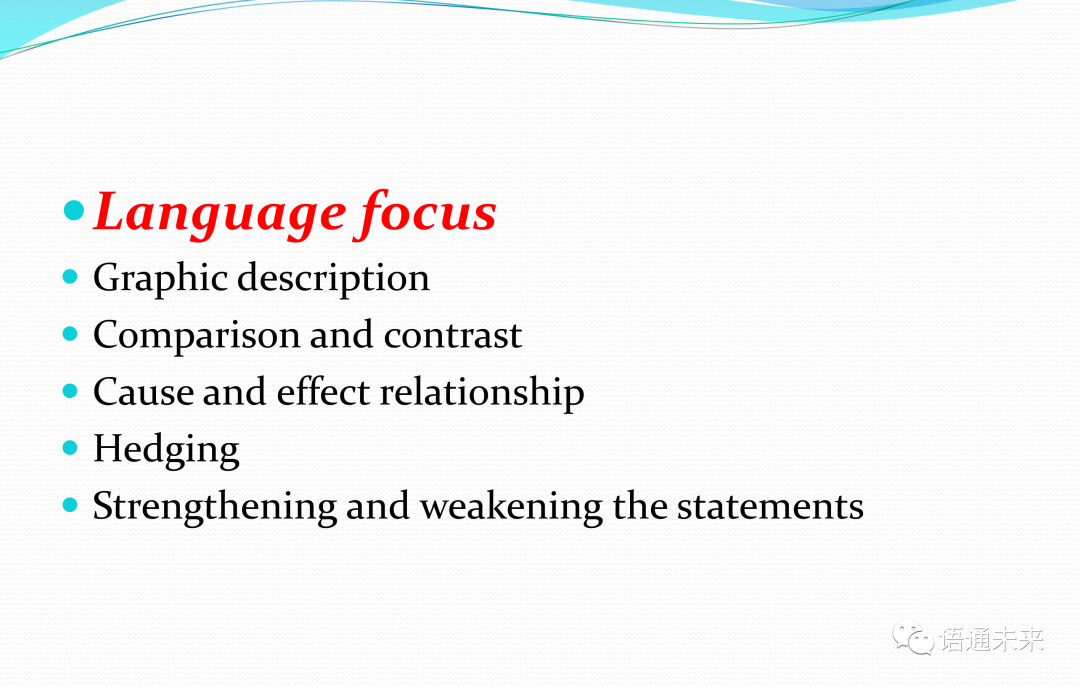 Language focus
Graphic description
Comparison and contrast
Cause and effect relationship
Hedging
Strengthening and weakening the statements
语通未来